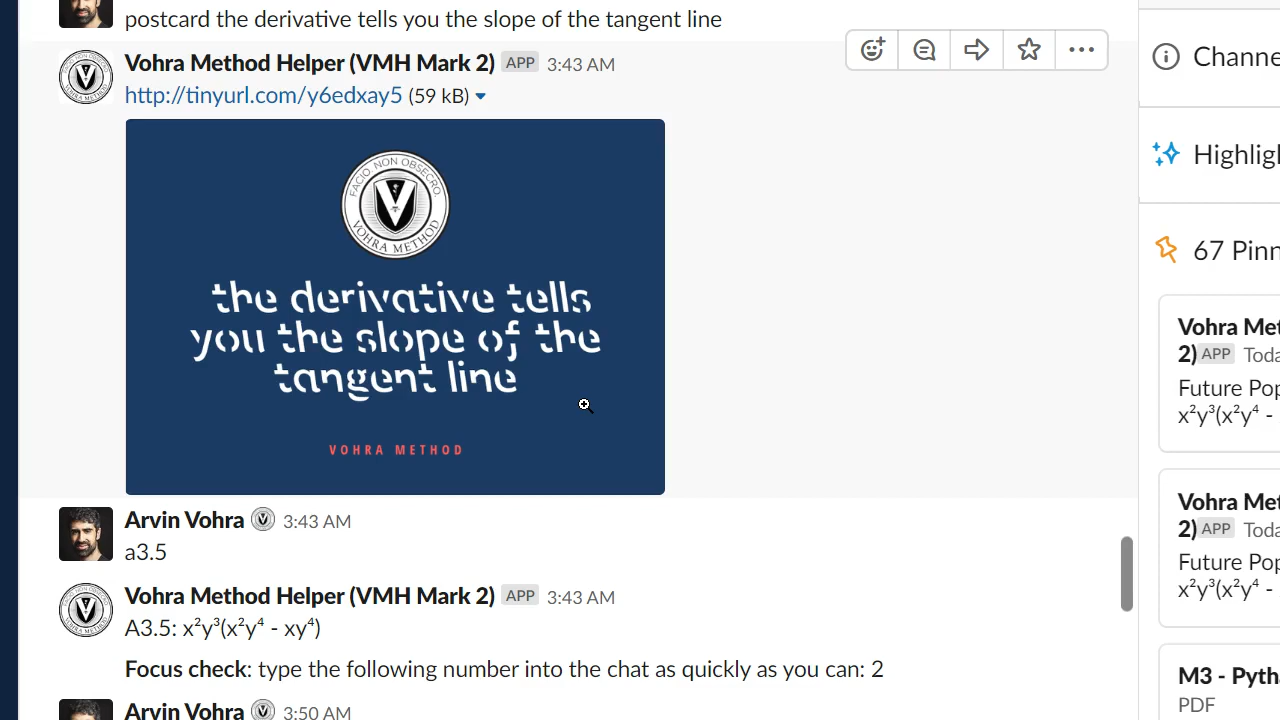 postcard the derivative tells you the slope of the tangent line
Vohra Method Helper (VMH Mark 2) APP 3:43 AM
http://tinyurl.com/y6edxay5 (59 kB)
FACIO, NON OBSECRO.
VOHRA METHOD
the derivative tells
you the slope of the
tangent line
VOHRA METHOD
Arvin Vohra 3:43 AM
a3.5
Vohra Method Helper (VMH Mark 2) APP 3:43 AM
A3.5: x²y³(x²y⁴ - xy⁴)
Focus check: type the following number into the chat as quickly as you can: 2
Arvin Vohra 3:50 AM
Channe
Highlig
67 Pinn
Vohra Met
2) APP Toda
Future Pop
x²y³(x²y⁴ -
Vohra Met
2) APP Toda
Future Pop
x²y³(x²y⁴ -
M3 - Pyth
PDF